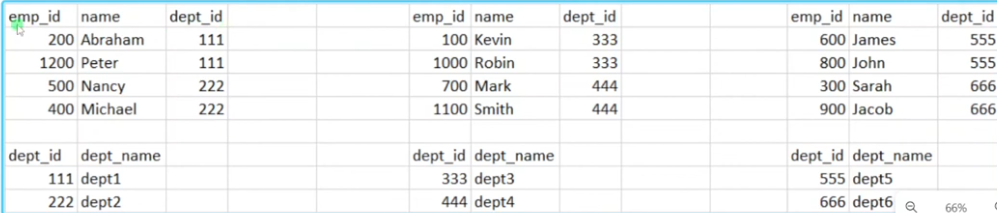 emp_id name dept_id emp_id name dept_id emp_id name dept_id
200 Abraham 111 100 Kevin 333 600 James 555
1200 Peter 111 1000 Robin 333 800 John 555
500 Nancy 222 700 Mark 444 300 Sarah 666
400 Michael 222 1100 Smith 444 900 Jacob 666
dept_id dept_name dept_id dept_name dept_id dept_name
111 dept1 333 dept3 555 dept5
222 dept2 444 dept4 666 dept6
66%